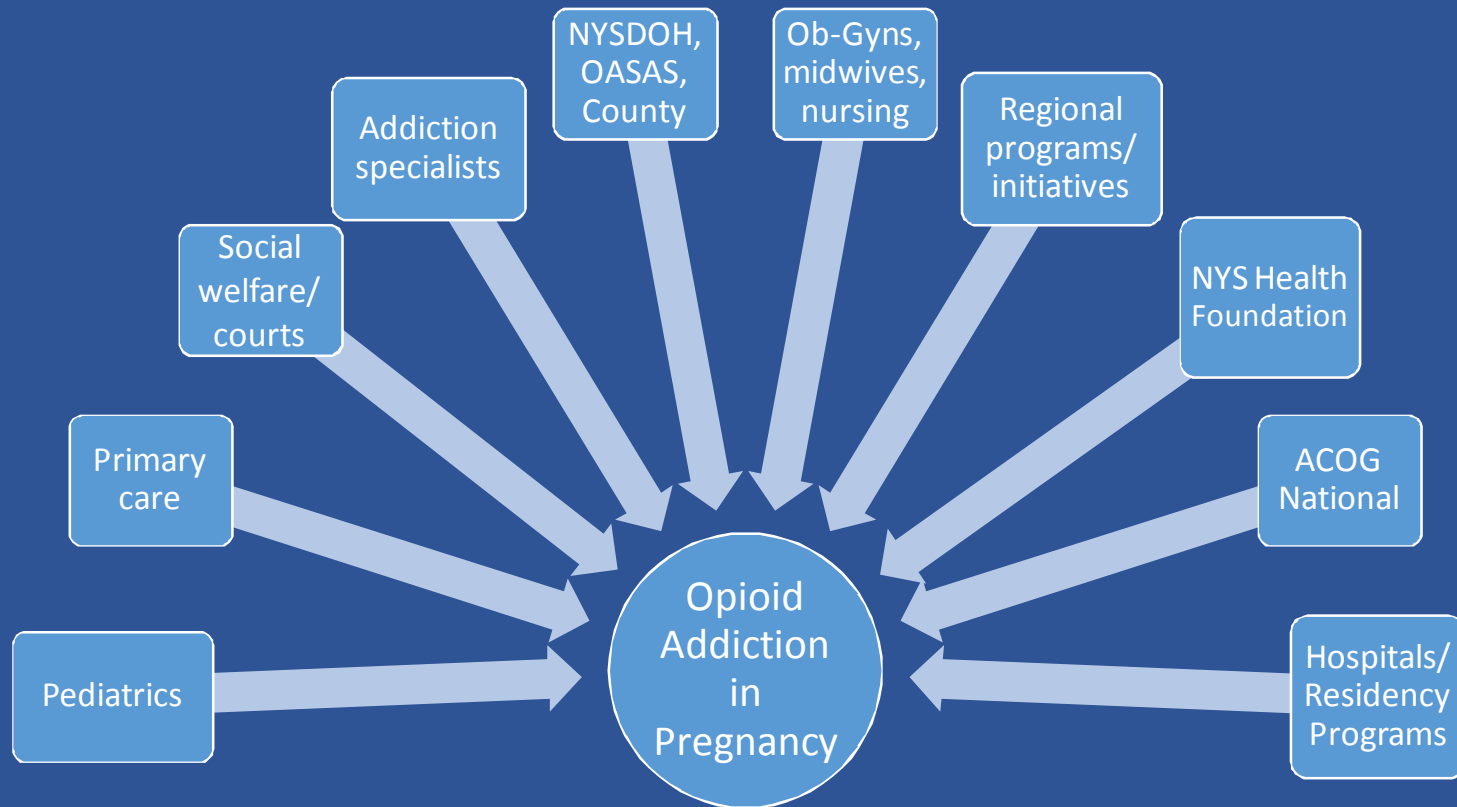 NYSDOH,
OASAS,
County
Ob-Gyns,
midwives,
nursing
Addiction
specialists
Regional
programs/
initiatives
Social
welfare/
courts
NYS Health
Foundation
Primary
care
ACOG
National
Pediatrics
Opioid
Addiction
in
Pregnancy
Hospitals/
Residency
Programs